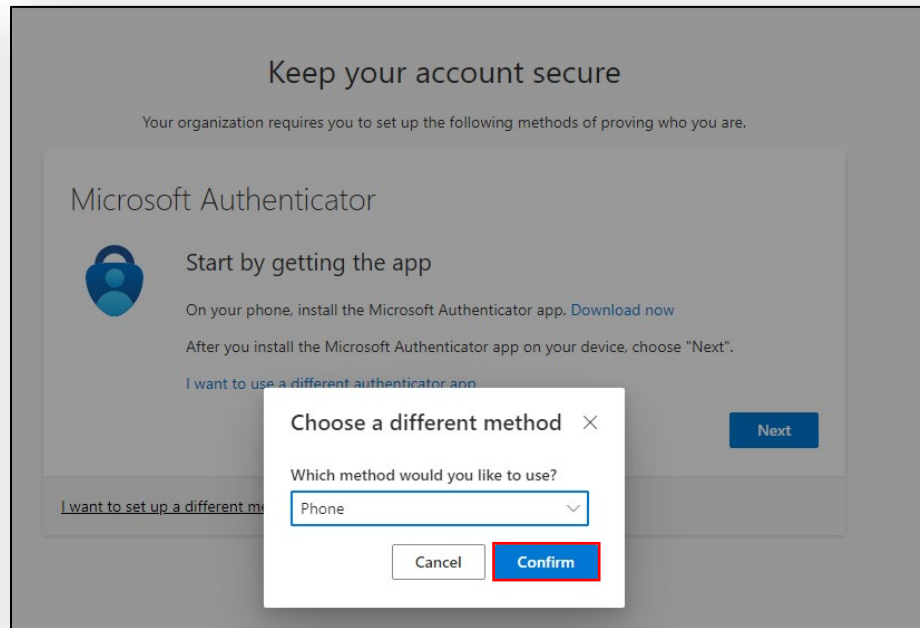 Keep your account secure
Your organization requires you to set up the following methods of proving who you are.
Microsoft Authenticator
Start by getting the app
On your phone, install the Microsoft Authenticator app. Download now
After you install the Microsoft Authenticator app on your device, choose "Next".
I want to use a different authenticator app
Next
I want to set up a different
Choose a different method
Which method would you like to use?
Phone
Cancel
Confirm